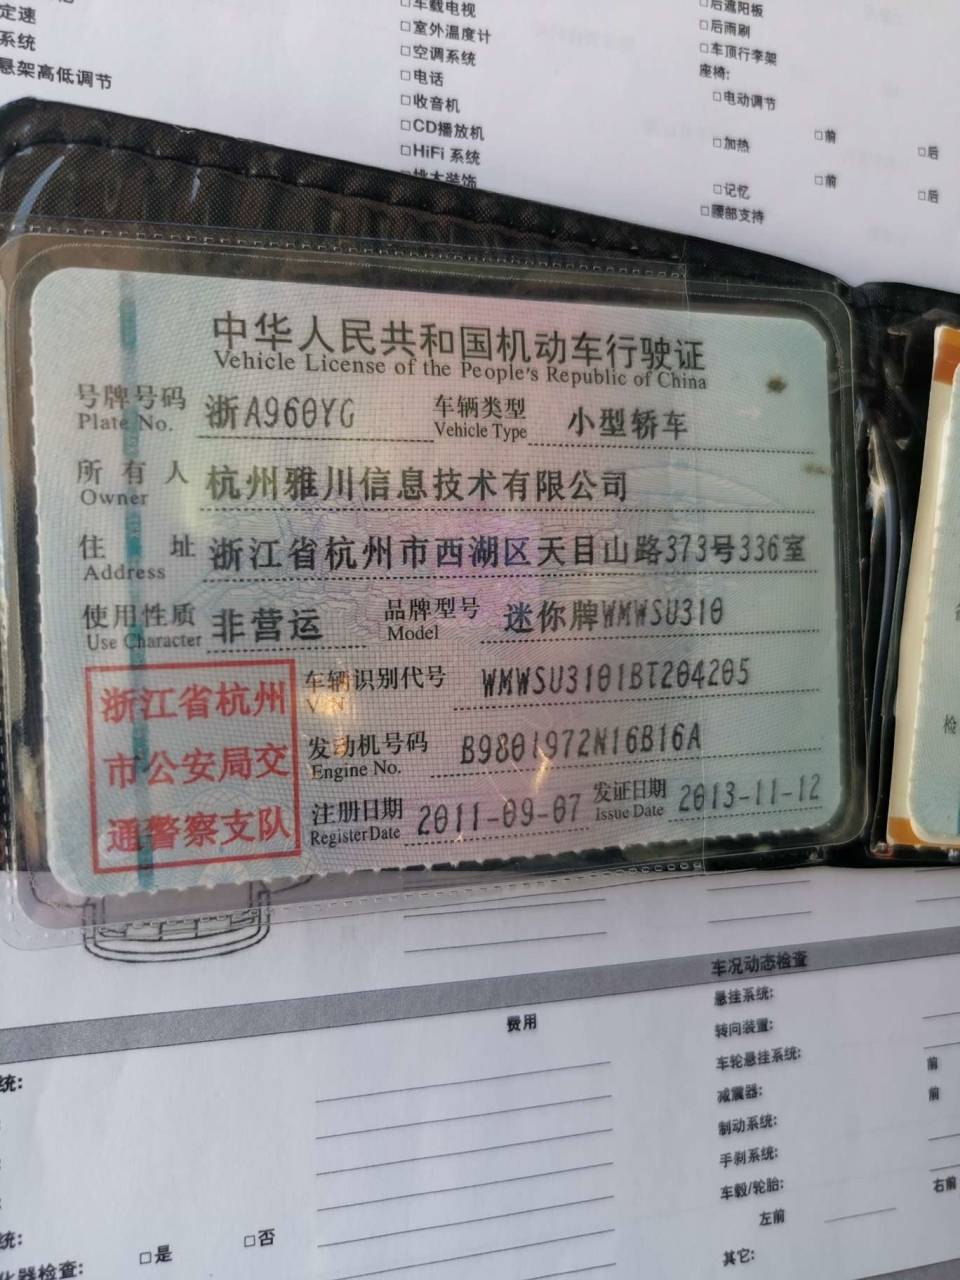 定速
系统
悬架高低调节
□车载电视
□室外温度计
□空调系统
□电话
□收音机
□CD播放机
□HiFi 系统
□桃木装饰
□后遮阳板
□后雨刷
□车顶行李架
座椅:
□电动调节
□前 □后
□加热
□前 □后
□记忆
□腰部支持
中华人民共和国机动车行驶证
Vehicle License of the People's Republic of China
号牌号码 浙A960YG 车辆类型 小型轿车
Plate No. Vehicle Type
所有人 杭州雅川信息技术有限公司
Owner
住址 浙江省杭州市西湖区天目山路373号336室
Address
使用性质 非营运 品牌型号 迷你牌WMWSU310
Use Character Model
浙江省杭州
市公安局交
通警察支队
车辆识别代号 WMWSU3101BT204205
VIN
发动机号码 B9801972N16B16A
Engine No.
注册日期 2011-09-07 发证日期 2013-11-12
Register Date Issue Date
检
车况动态检查
费用
悬挂系统:
转向装置:
车轮悬挂系统:
前
减震器:
前
制动系统:
手刹系统:
车毂/轮胎:
右前
左前
其它:
统:
统:
□是 □否
化器检查: